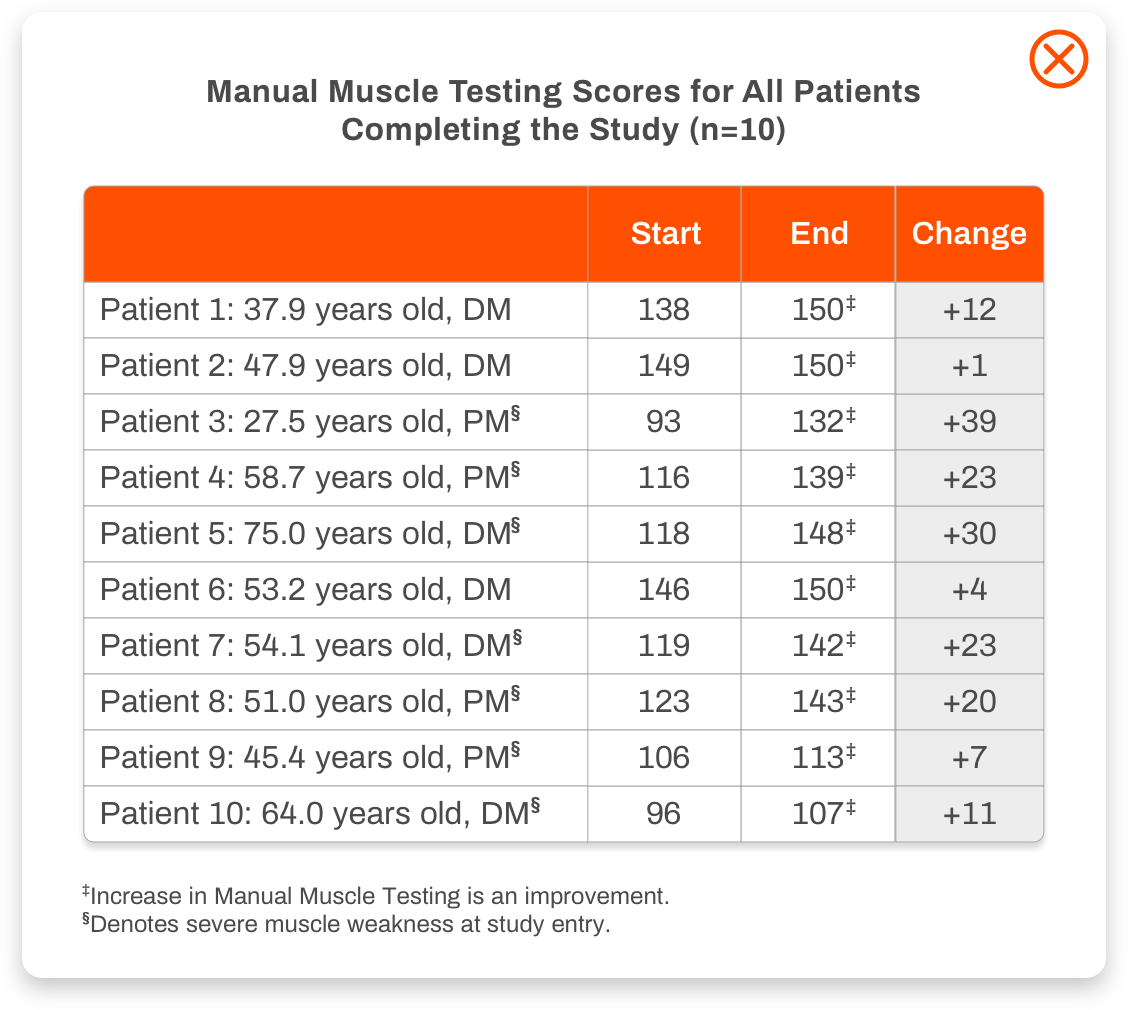 Manual Muscle Testing Scores for All Patients
Completing the Study (n=10)
Start End Change
Patient 1: 37.9 years old, DM 138 150‡ +12
Patient 2: 47.9 years old, DM 149 150‡ +1
Patient 3: 27.5 years old, PM§ 93 132‡ +39
Patient 4: 58.7 years old, PM§ 116 139‡ +23
Patient 5: 75.0 years old, DM§ 118 148‡ +30
Patient 6: 53.2 years old, DM 146 150‡ +4
Patient 7: 54.1 years old, DM§ 119 142‡ +23
Patient 8: 51.0 years old, PM§ 123 143‡ +20
Patient 9: 45.4 years old, PM§ 106 113‡ +7
Patient 10: 64.0 years old, DM§ 96 107‡ +11
‡Increase in Manual Muscle Testing is an improvement.
§Denotes severe muscle weakness at study entry.